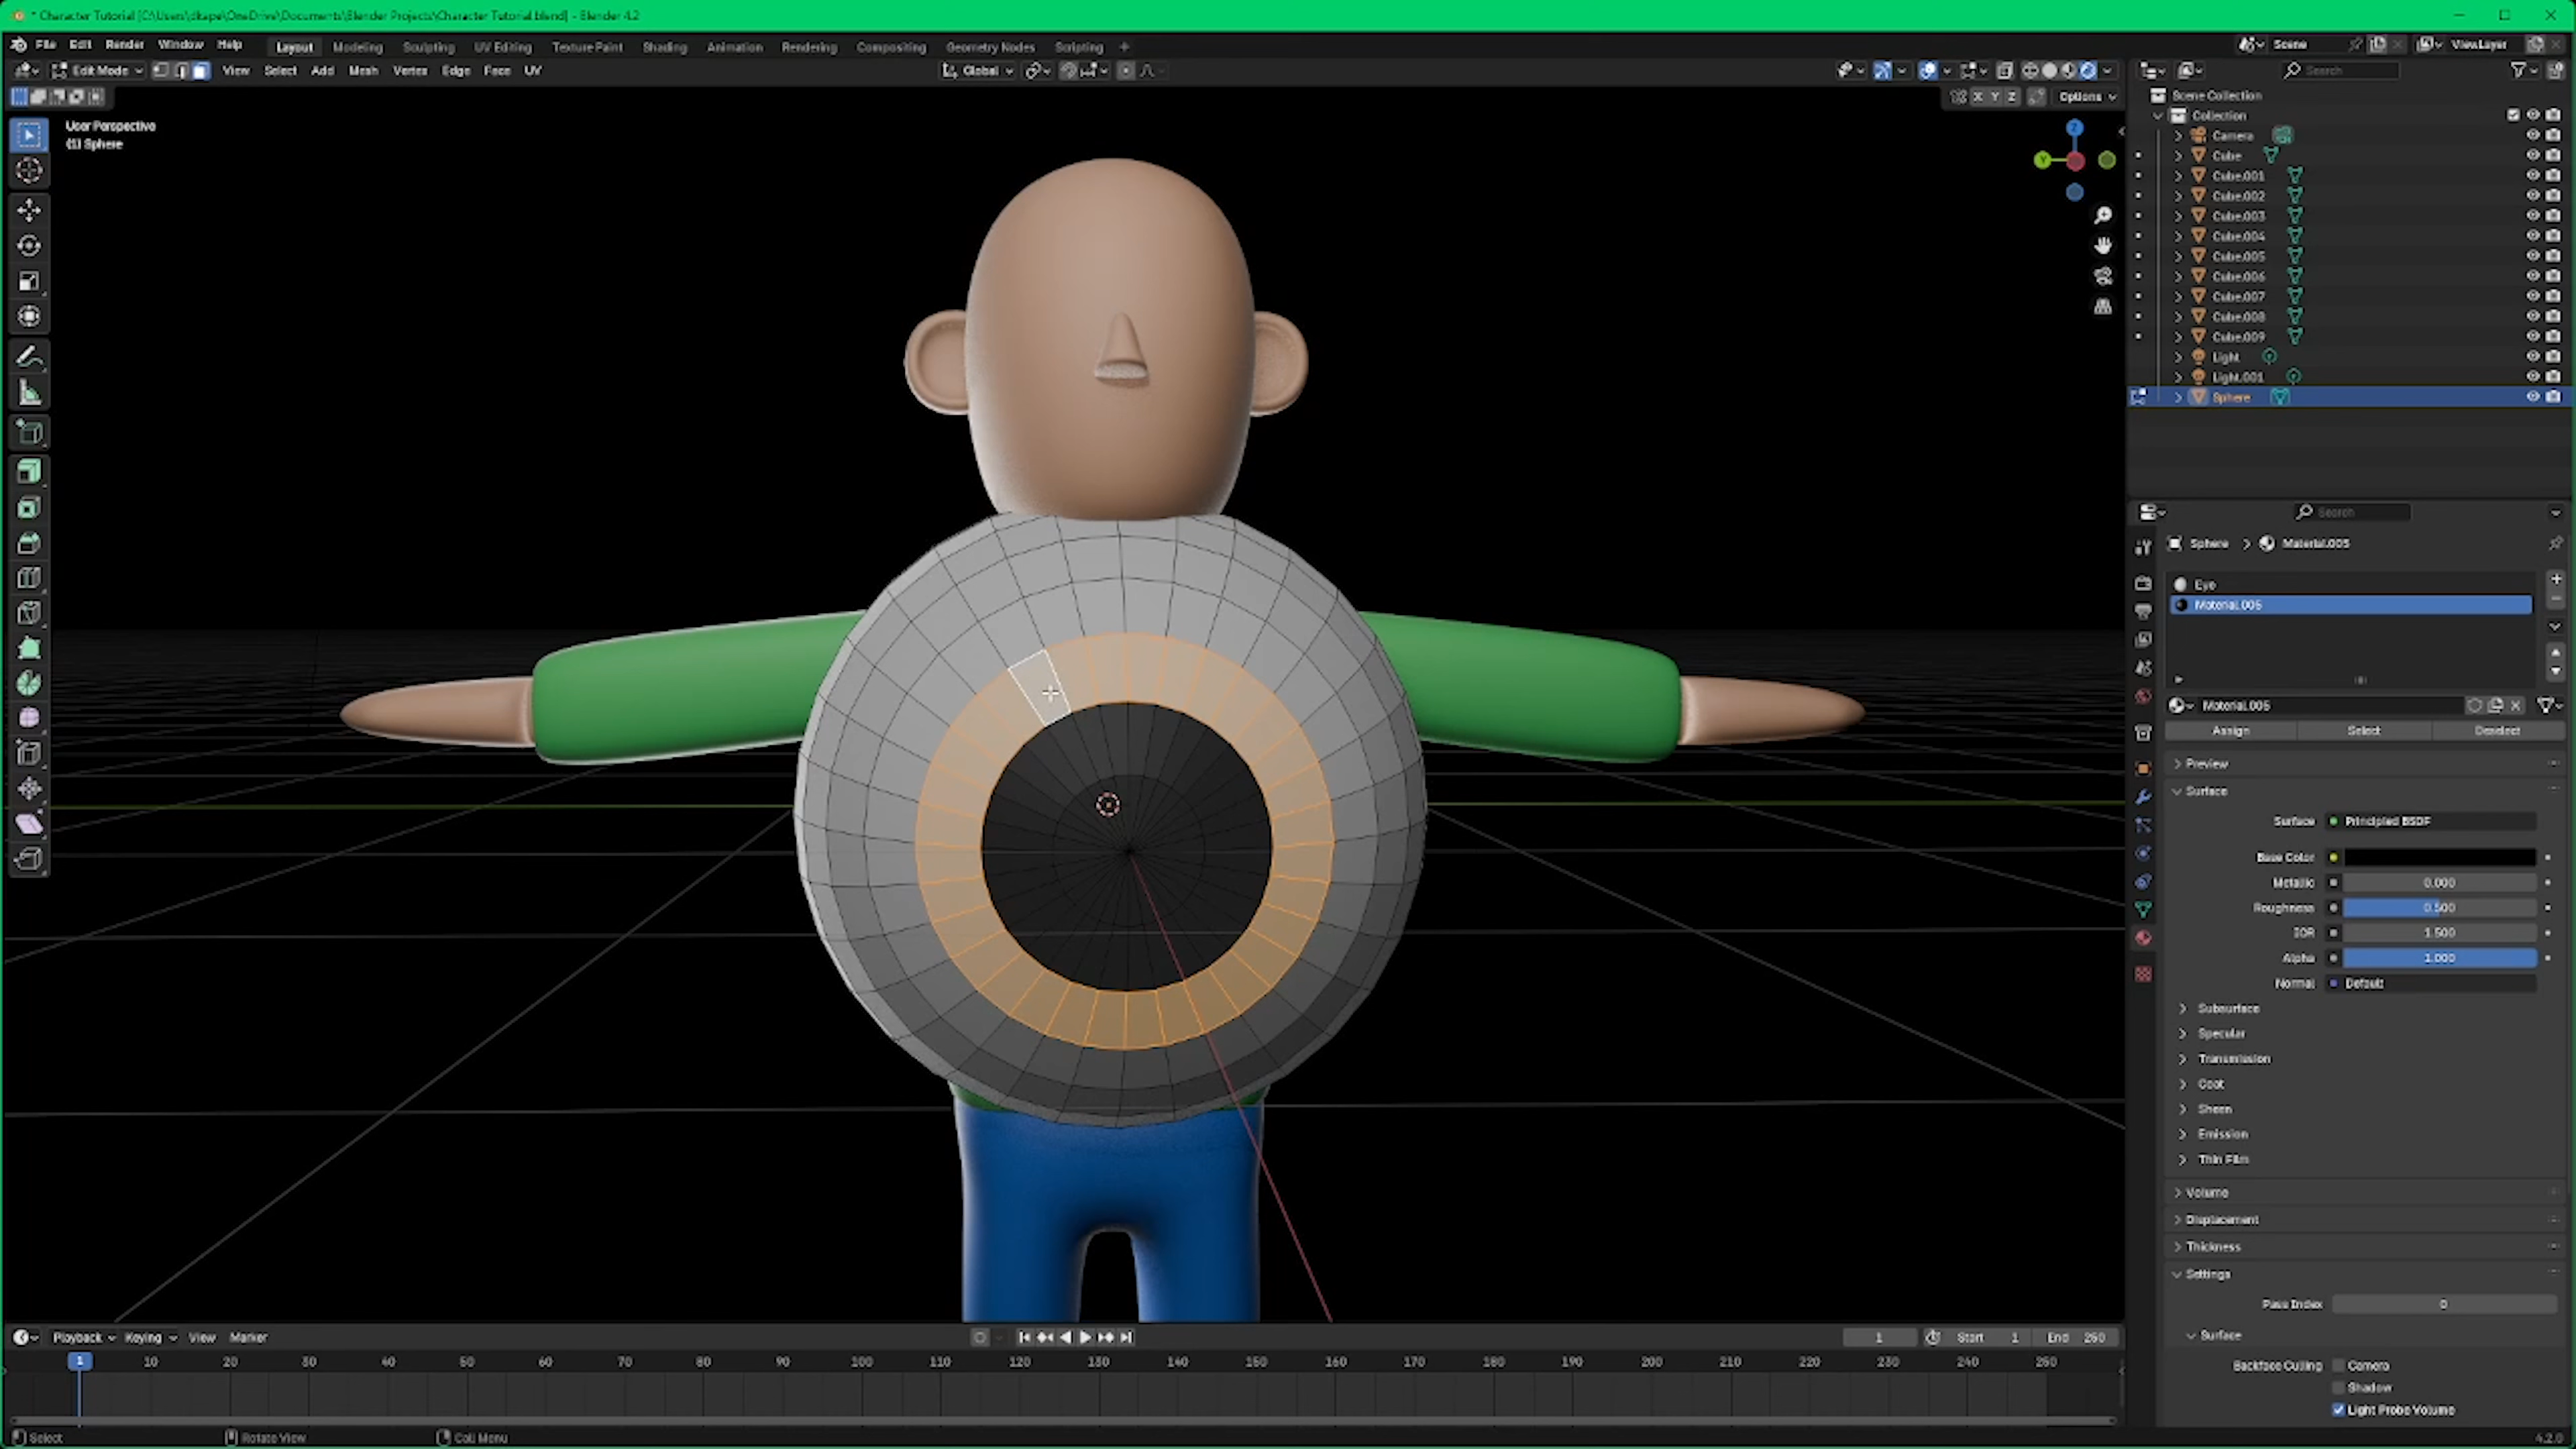 * Character Tutorial [C:\Users\dkape\OneDrive\Documents\Blender Projects\Character Tutorial.blend] - Blender 4.2
File Edit Render Window Help Layout Modeling Sculpting UV Editing Texture Paint Shading Animation Rendering Compositing Geometry Nodes Scripting + Scene ViewLayer
Edit Mode View Select Add Mesh Vertex Edge Face UV Global Search
X Y Z Options
User Perspective
(1) Sphere
Z
Y
Scene Collection
Collection
Camera
Cube
Cube.001
Cube.002
Cube.003
Cube.004
Cube.005
Cube.006
Cube.007
Cube.008
Cube.009
Light
Light.001
Sphere
Search
Sphere > Material.005
Eye
Material.005
Material.005
Assign Select Deselect
Preview
Surface
Surface Principled BSDF
Base Color
Metallic 0.000
Roughness 0.500
IOR 1.500
Alpha 1.000
Normal Default
Subsurface
Specular
Transmission
Coat
Sheen
Emission
Thin Film
Volume
Displacement
Thickness
Settings
Pass Index 0
Surface
Backface Culling Camera
Shadow
Light Probe Volume
Playback Keying View Marker 1 Start 1 End 250
1 10 20 30 40 50 60 70 80 90 100 110 120 130 140 150 160 170 180 190 200 210 220 230 240 250
Select Rotate View Call Menu 4.2.0